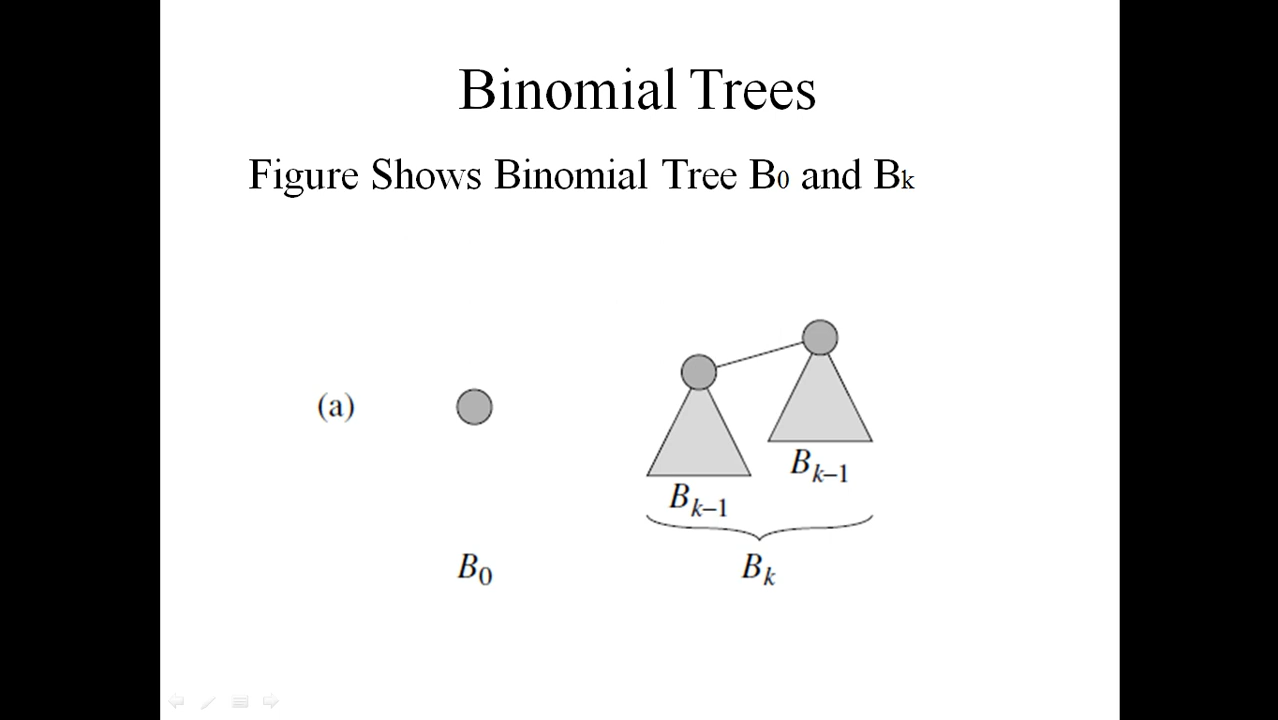 Binomial Trees
Figure Shows Binomial Tree B₀ and Bₖ
(a)
Bₖ₋₁
Bₖ₋₁
B₀
Bₖ